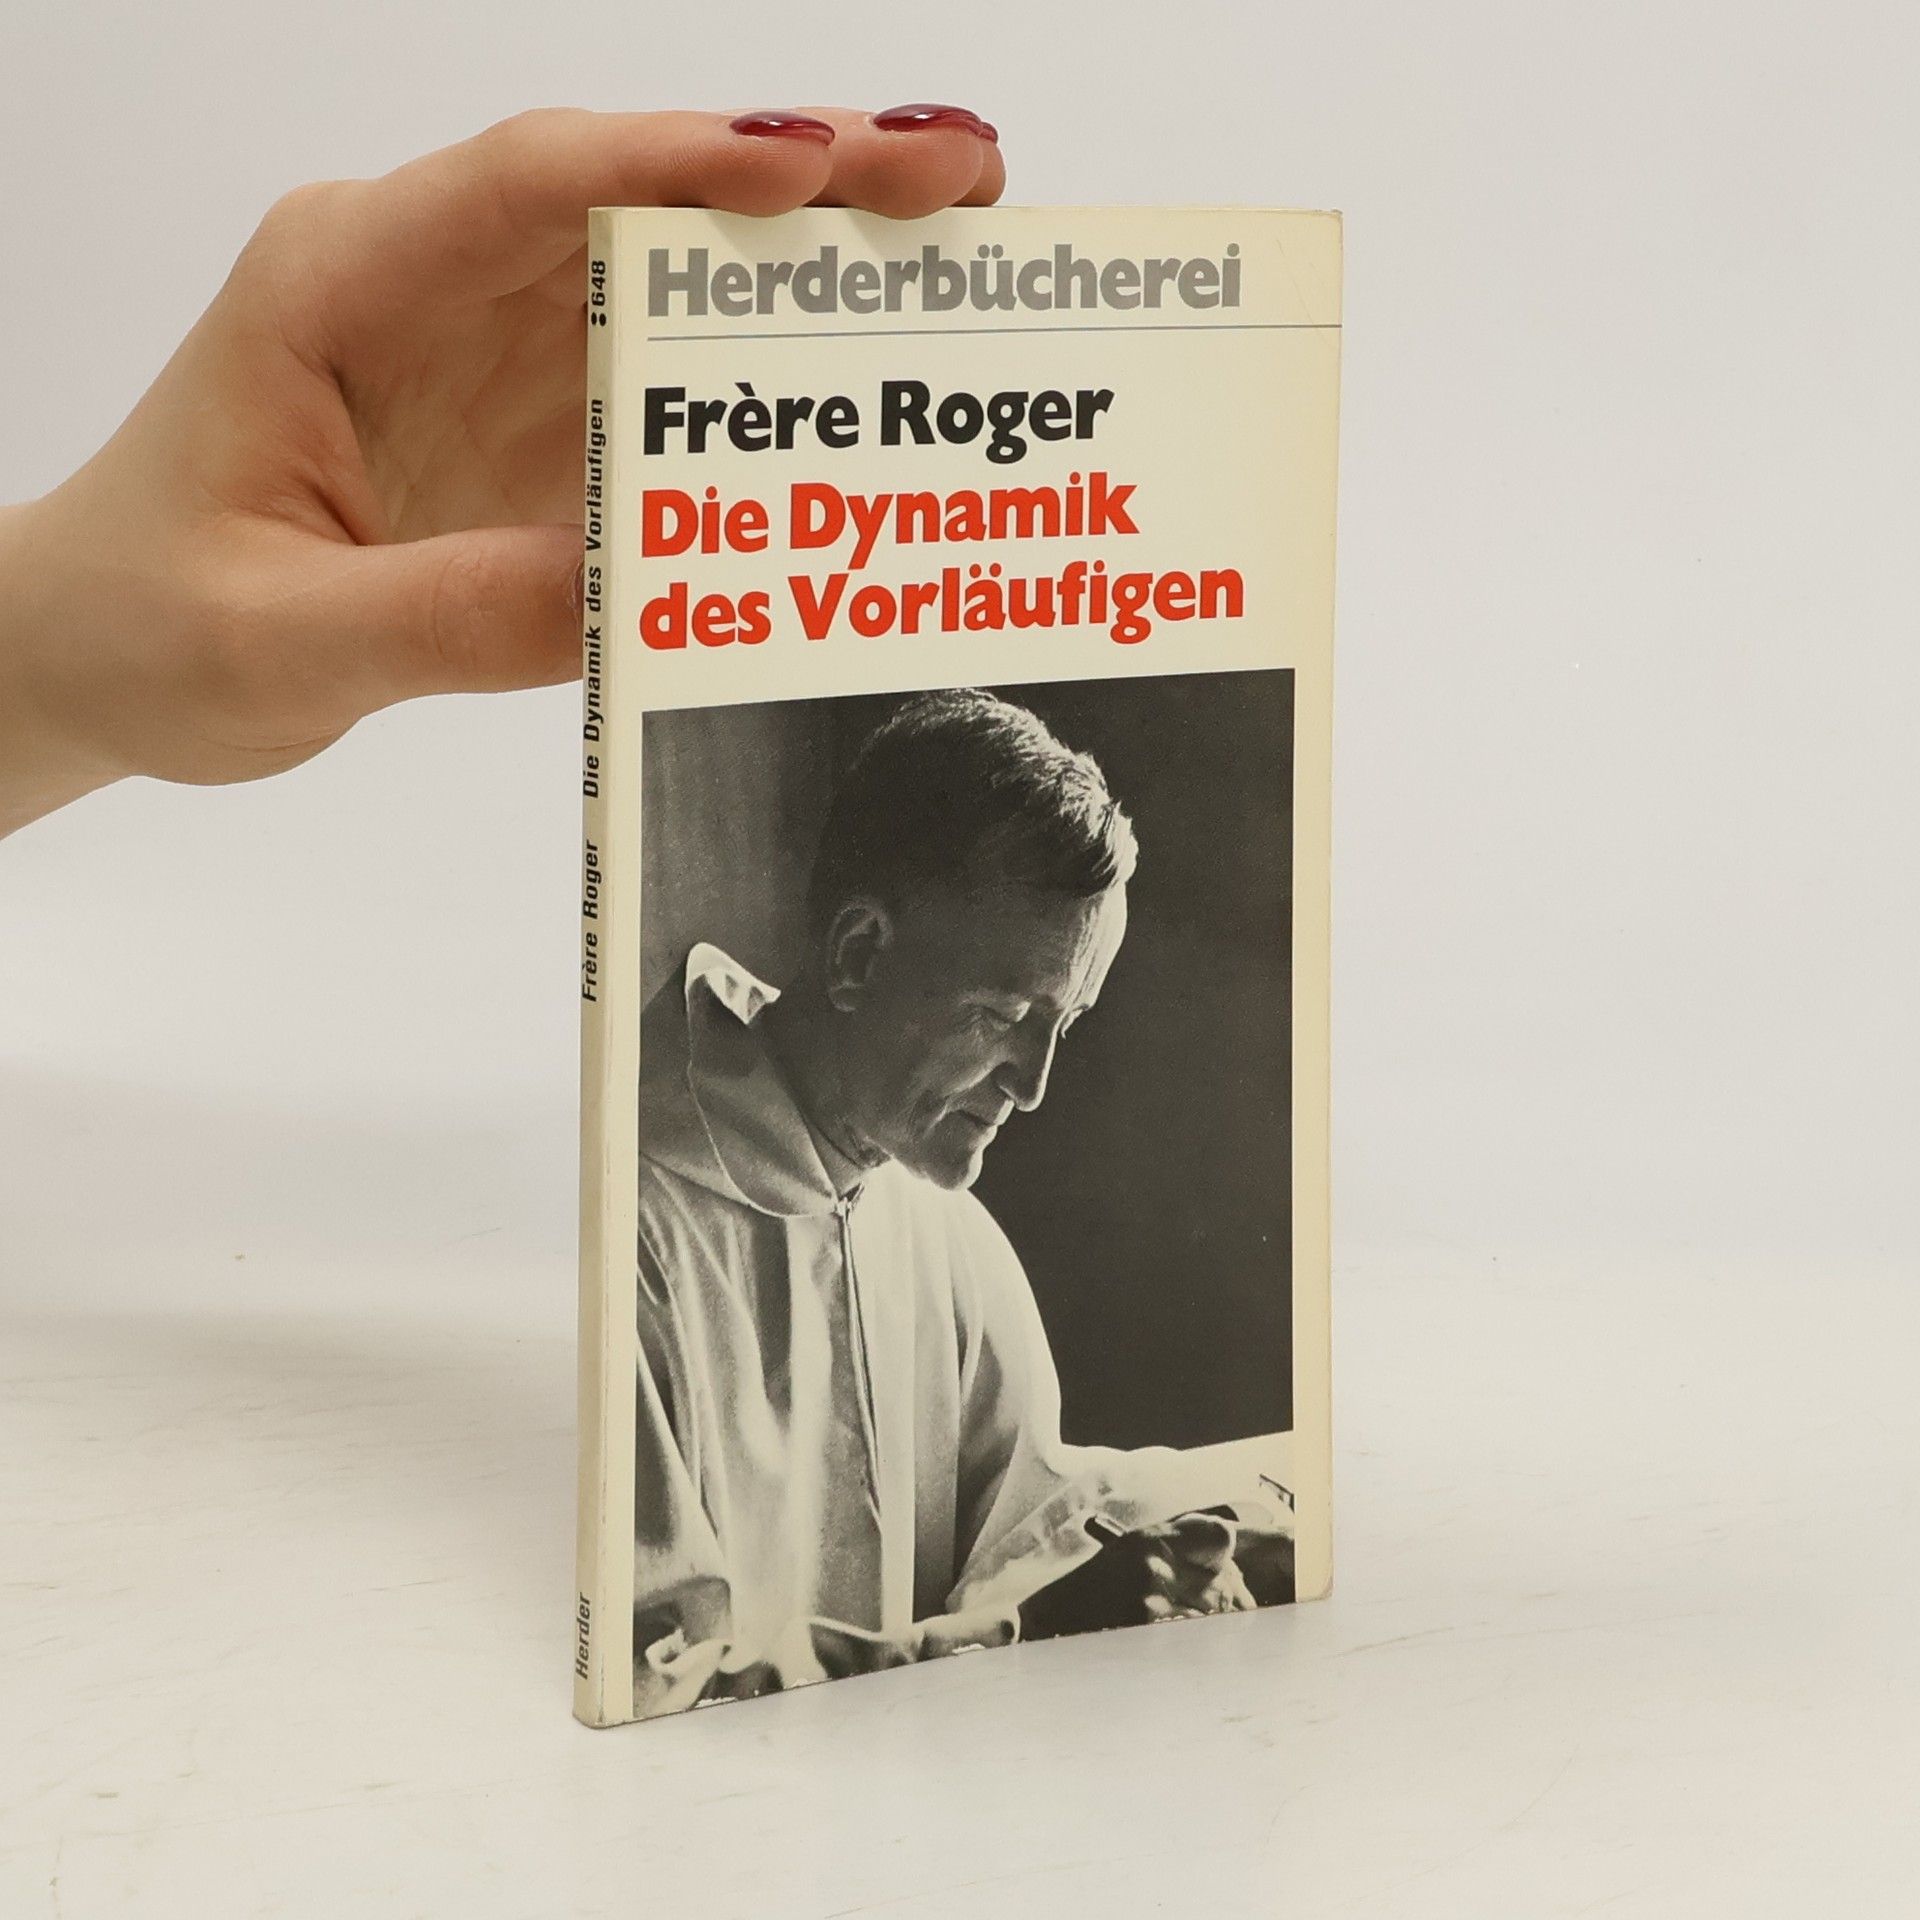 Herderbücherei
Frère Roger
Die Dynamik
des Vorläufigen
Frère Roger Die Dynamik des Vorläufigen :648
Herder